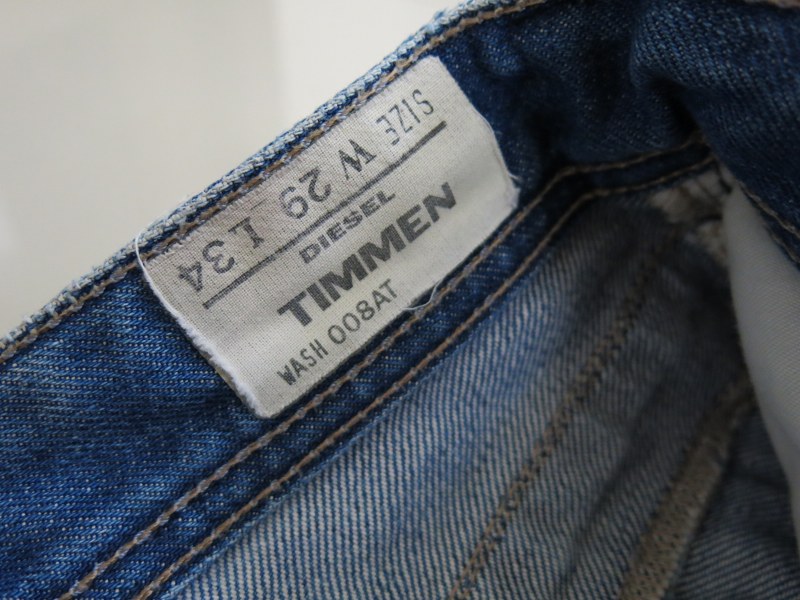 SIZE W 29 L 34
DIESEL
TIMMEN
WASH 008AT